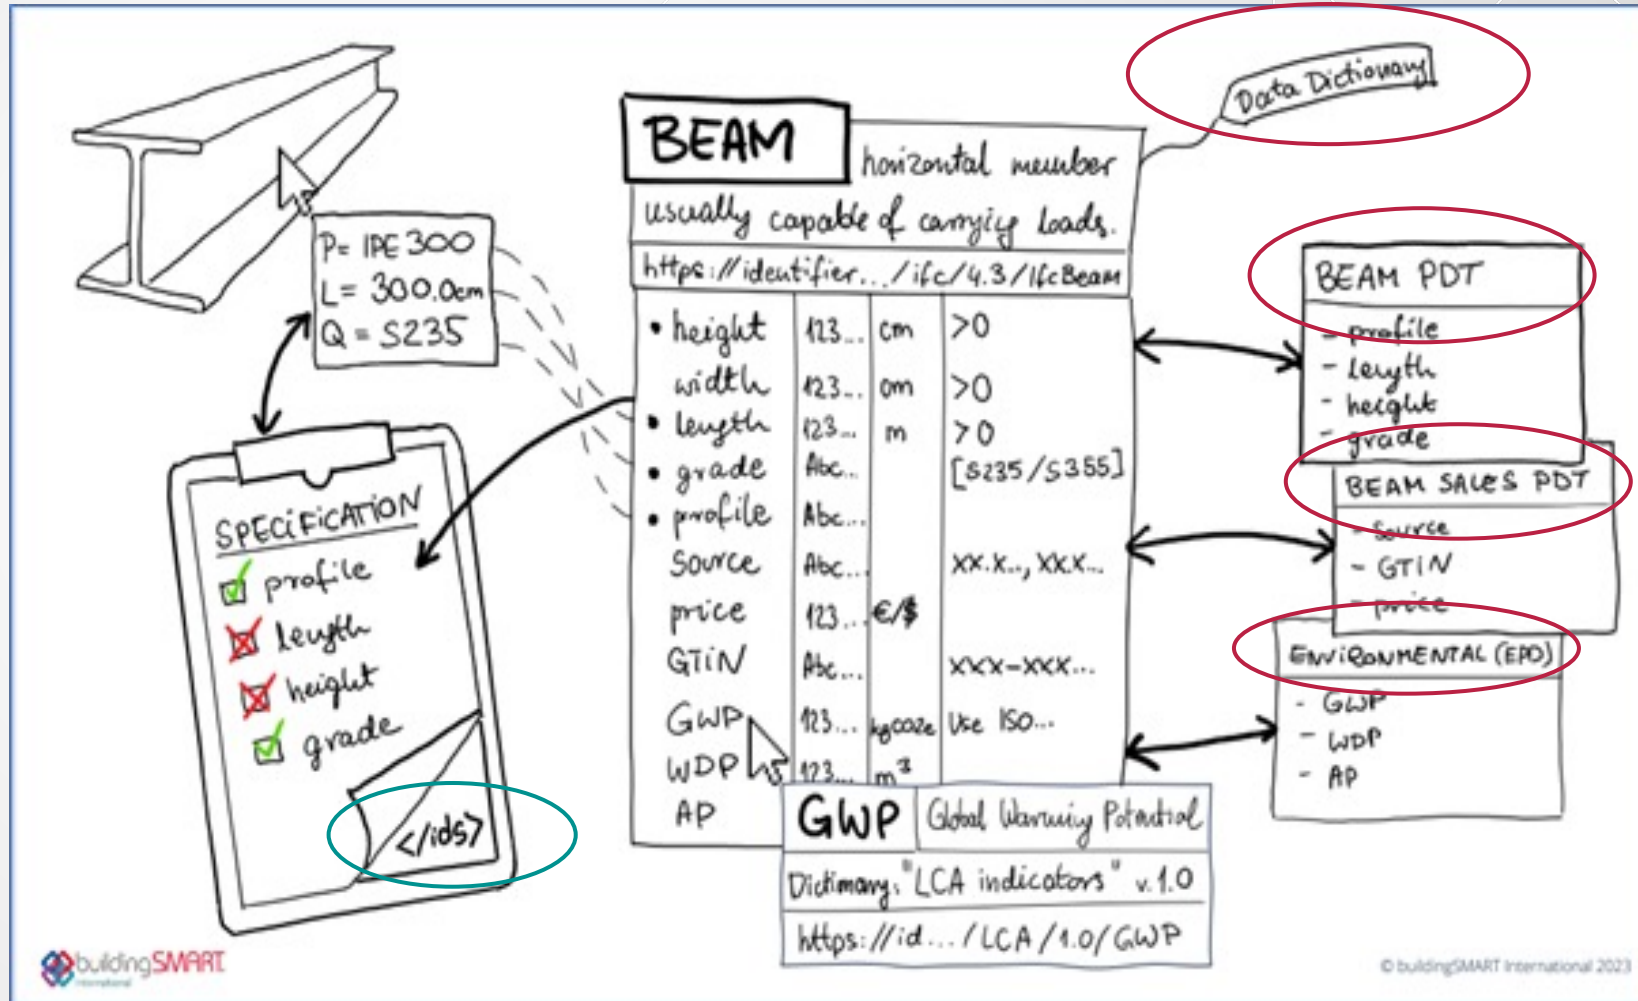 Data Dictionary
BEAM
horizontal member
usually capable of carrying loads.
https://identifier.../ifc/4.3/IfcBeam
P= IPE 300
L= 300.0cm
Q = S235
• height 123... cm >0
width 123... cm >0
• length 123... m >0
• grade Abc... [S235/S355]
• profile Abc...
Source Abc... xx.x.., xx.x...
price 123... €/$
GTiN Abc... xxx-xxx...
GWP 123... kgCO2e Use ISO...
WDP 123... m³
AP
BEAM PDT
- profile
- length
- height
- grade
BEAM SALES PDT
- Source
- GTiN
- price
ENViRONMENTAL (EPD)
- GWP
- WDP
- AP
SPECiFiCATiON
profile
length
height
grade
</ids>
GWP
Global Warming Potential
Dictionary: "LCA indicators" v.1.0
https://id.../LCA/1.0/GWP
buildingSMART
International
© buildingSMART International 2023